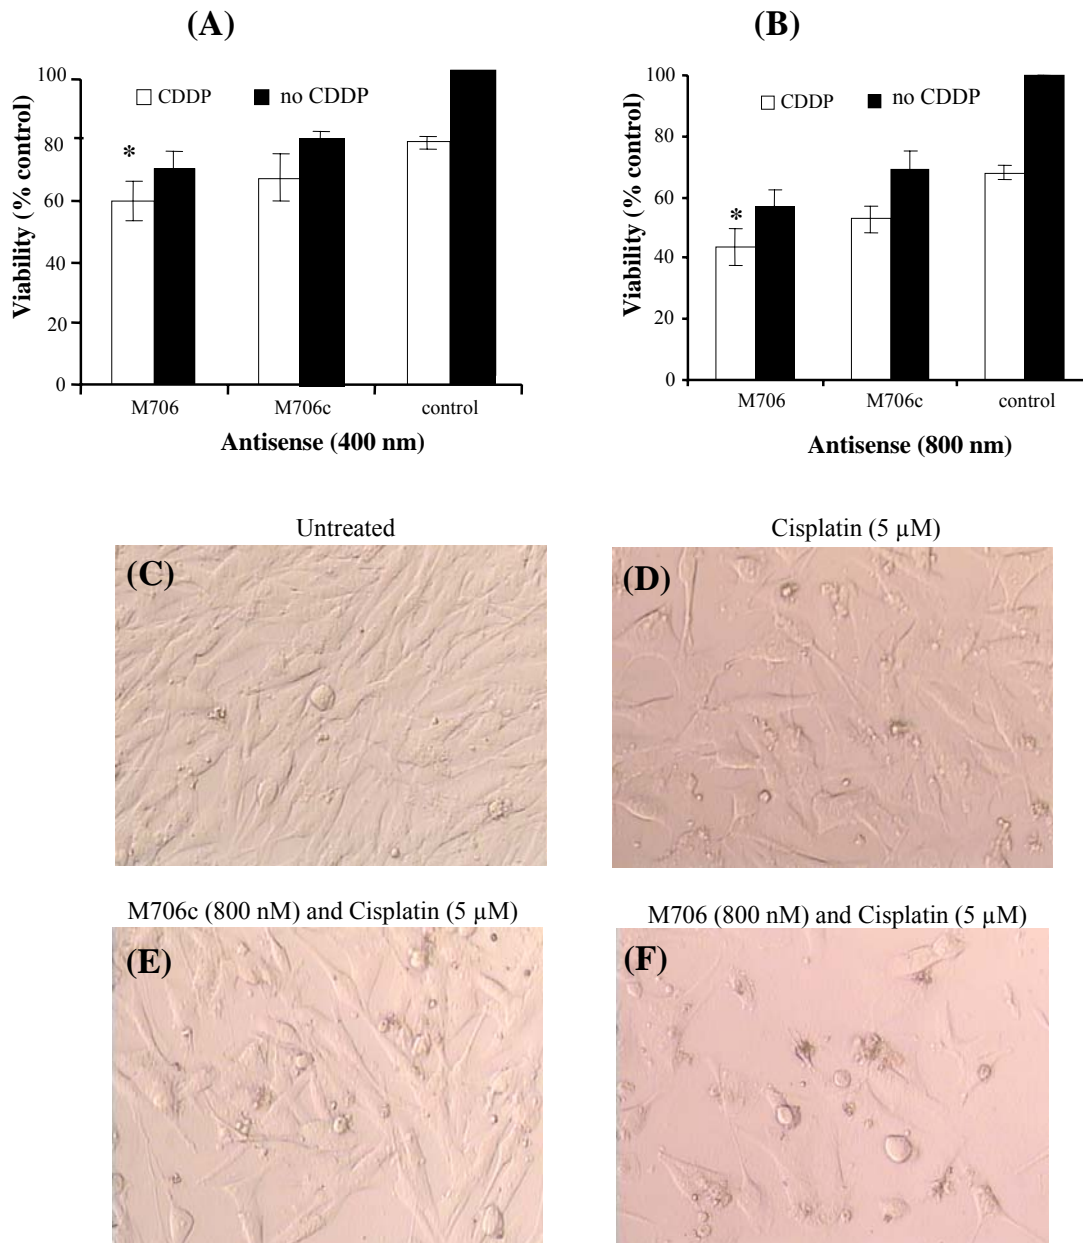 (A)
Viability (% control)
100
80
60
40
20
0
CDDP
no CDDP
*
M706
M706c
control
Antisense (400 nm)
(B)
Viability (% control)
100
80
60
40
20
0
CDDP
no CDDP
*
M706
M706c
control
Antisense (800 nm)
Untreated
(C)
Cisplatin (5 µM)
(D)
M706c (800 nM) and Cisplatin (5 µM)
(E)
M706 (800 nM) and Cisplatin (5 µM)
(F)